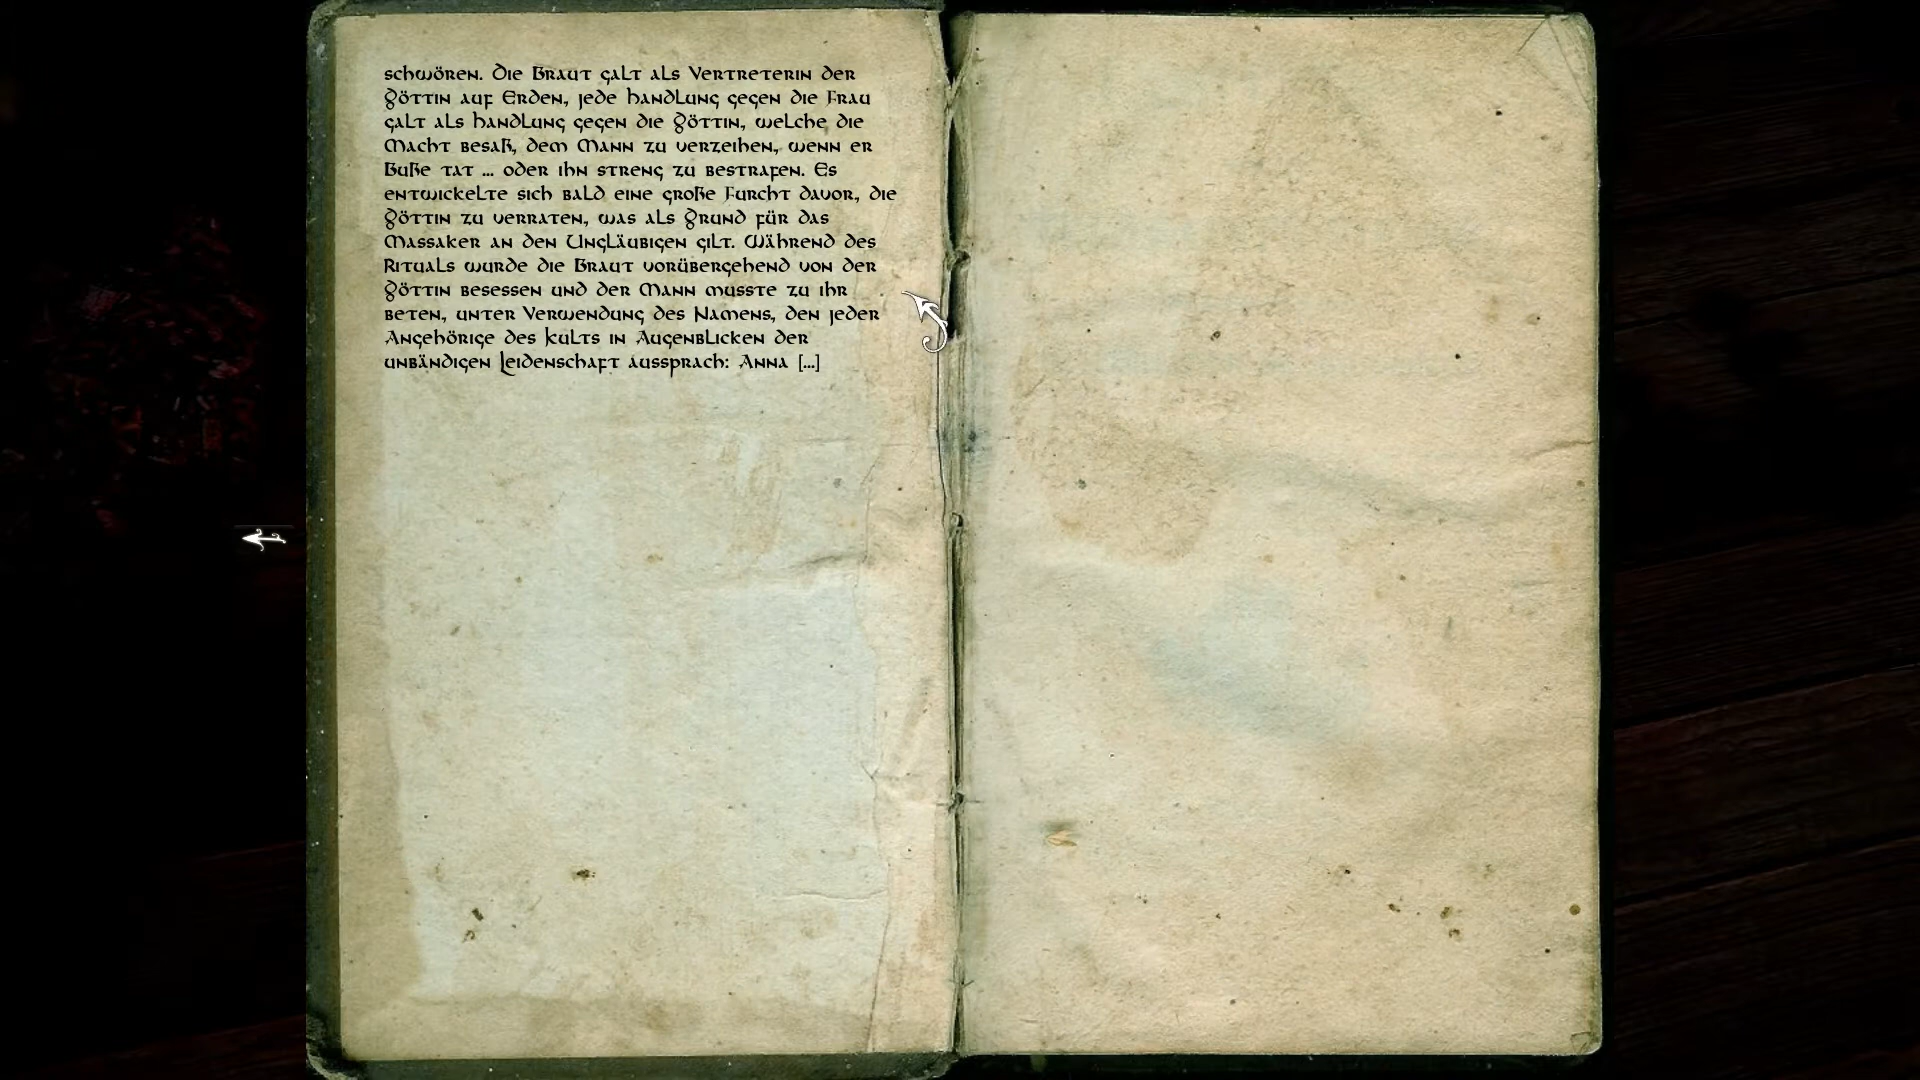 schwören. Die Braut galt als Vertreterin der
Göttin auf Erden, jede Handlung gegen die Frau
galt als Handlung gegen die Göttin, welche die
Macht besaß, dem Mann zu verzeihen, wenn er
Buße tat ... oder ihn streng zu bestrafen. Es
entwickelte sich bald eine große Furcht davor, die
Göttin zu verraten, was als Grund für das
Massaker an den Ungläubigen gilt. Während des
Rituals wurde die Braut vorübergehend von der
Göttin besessen und der Mann musste zu ihr
beten, unter Verwendung des Namens, den jeder
Angehörige des Kults in Augenblicken der
unbändigen Leidenschaft aussprach: Anna [...]